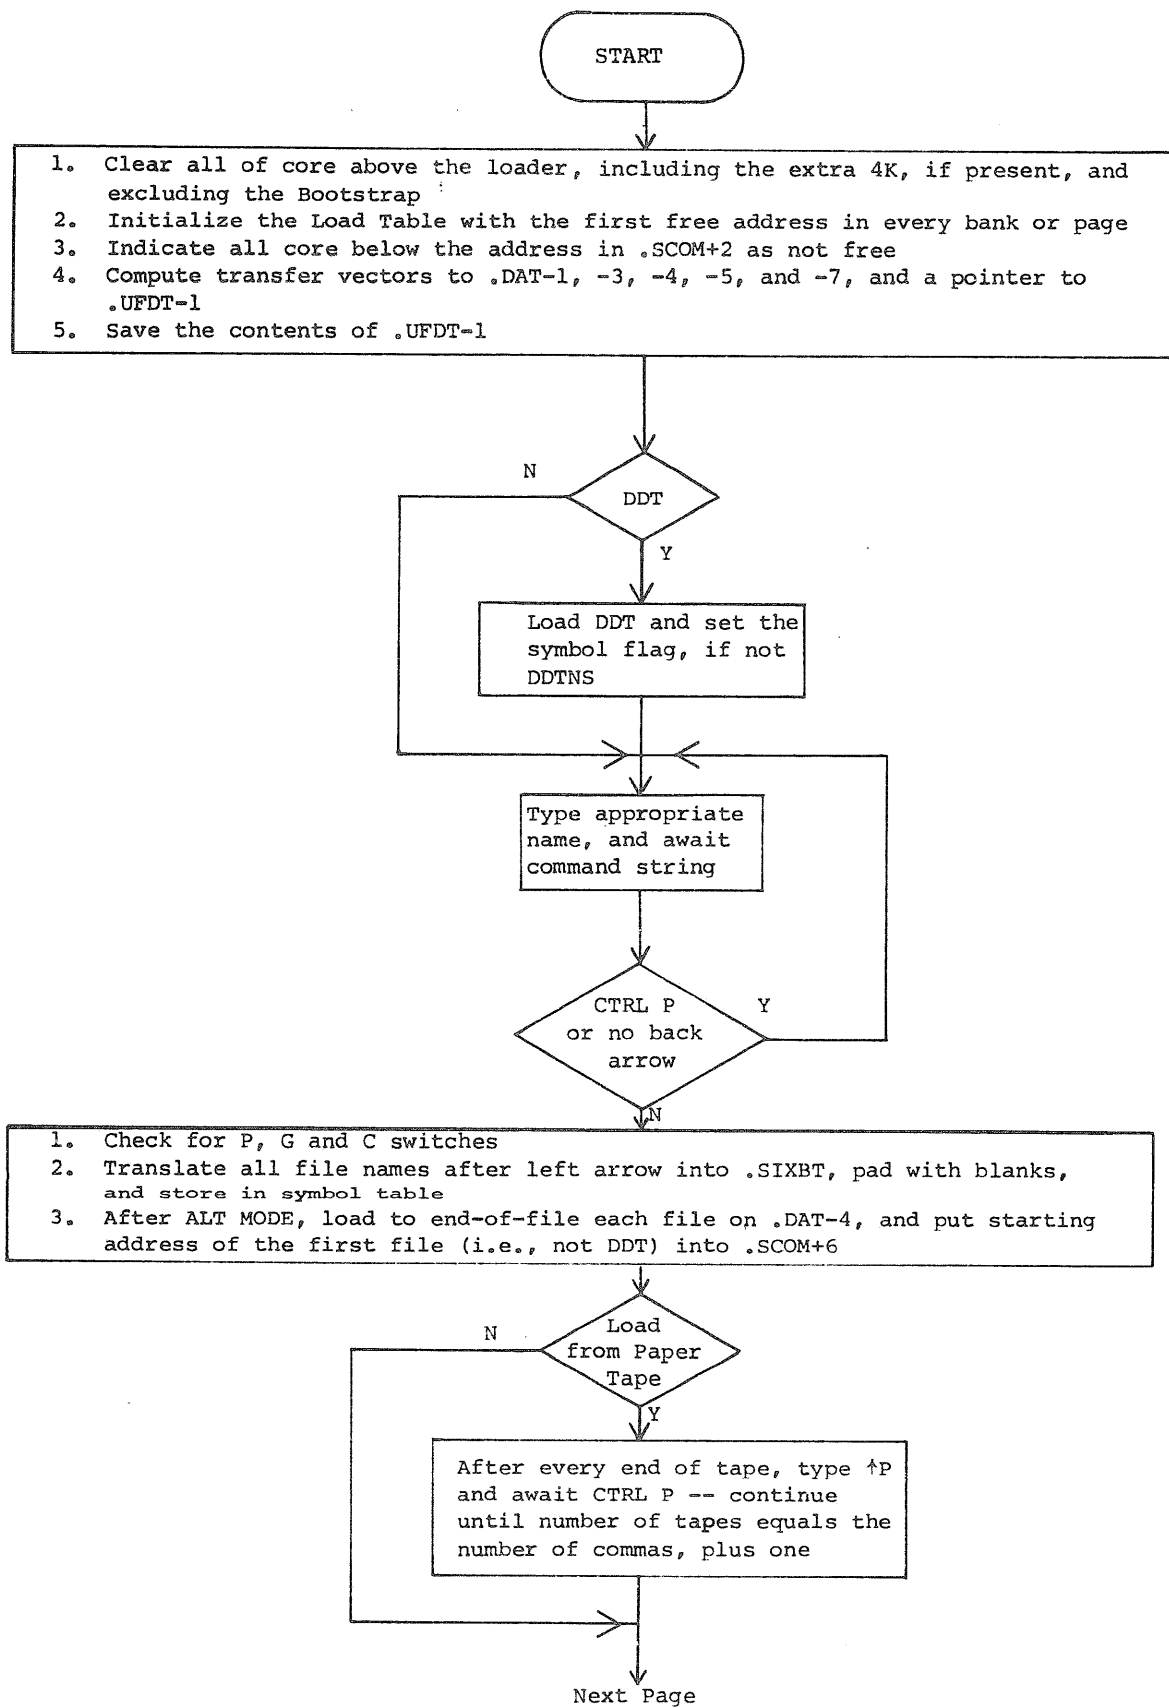 START
1. Clear all of core above the loader, including the extra 4K, if present, and
excluding the Bootstrap
2. Initialize the Load Table with the first free address in every bank or page
3. Indicate all core below the address in .SCOM+2 as not free
4. Compute transfer vectors to .DAT-1, -3, -4, -5, and -7, and a pointer to
.UFDT-1
5. Save the contents of .UFDT-1
N
DDT
Y
Load DDT and set the
symbol flag, if not
DDTNS
Type appropriate
name, and await
command string
CTRL P
or no back
arrow
Y
N
1. Check for P, G and C switches
2. Translate all file names after left arrow into .SIXBT, pad with blanks,
and store in symbol table
3. After ALT MODE, load to end-of-file each file on .DAT-4, and put starting
address of the first file (i.e., not DDT) into .SCOM+6
N
Load
from Paper
Tape
Y
After every end of tape, type ↑P
and await CTRL P -- continue
until number of tapes equals the
number of commas, plus one
Next Page